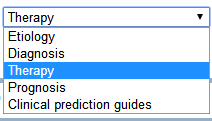 Therapy
Etiology
Diagnosis
Therapy
Prognosis
Clinical prediction guides